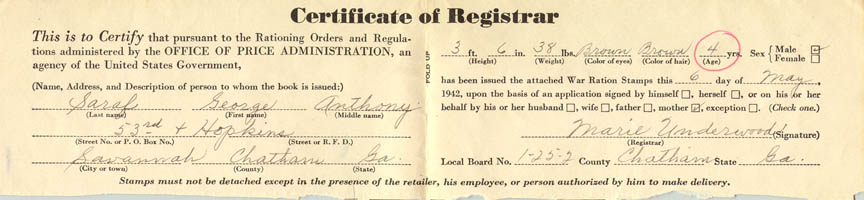 Certificate of Registrar
This is to Certify that pursuant to the Rationing Orders and Regula-
tions administered by the OFFICE OF PRICE ADMINISTRATION, an
agency of the United States Government,
(Name, Address, and Description of person to whom the book is issued:)
Saraf George Anthony
(Last name) (First name) (Middle name)
53rd + Hopkins
(Street No. or P. O. Box No.) (Street or R. F. D.)
Savannah Chatham Ga.
(City or town) (County) (State)
FOLD UP
3 ft. 6 in. 38 lbs. Brown Brown 4 yrs. Sex { Male ☑
(Height) (Weight) (Color of eyes) (Color of hair) (Age) Female ☐
has been issued the attached War Ration Stamps this 6 day of May,
1942, upon the basis of an application signed by himself ☐, herself ☐, or on his or her
behalf by his or her husband ☐, wife ☐, father ☐, mother ☑, exception ☐. (Check one.)
Marie Underwood (Signature)
(Registrar)
Local Board No. 1-25-2 County Chatham State Ga.
Stamps must not be detached except in the presence of the retailer, his employee, or person authorized by him to make delivery.